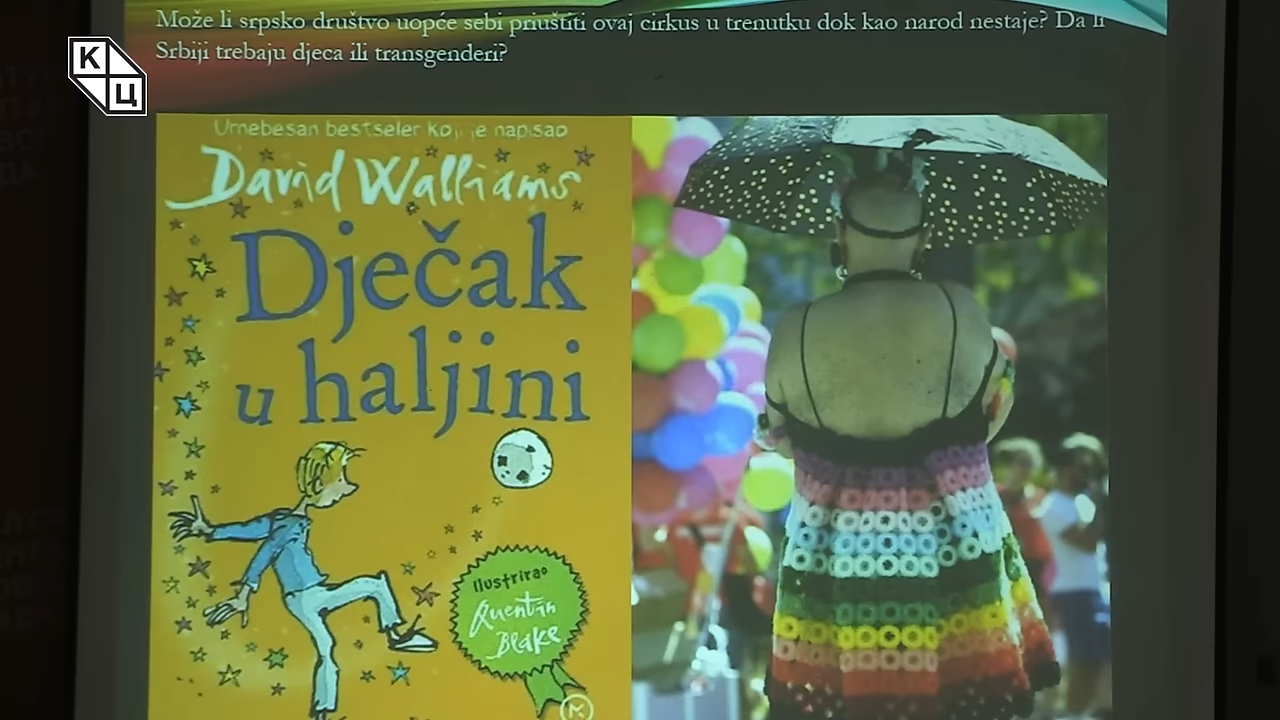 Može li srpsko društvo uopće sebi priuštiti ovaj cirkus u trenutku dok kao narod nestaje? Da li
Srbiji trebaju djeca ili transgenderi?
КЦ
Urnebesan bestseler koji je napisao
David Walliams
Dječak
u haljini
Ilustrirao
Quentin
Blake